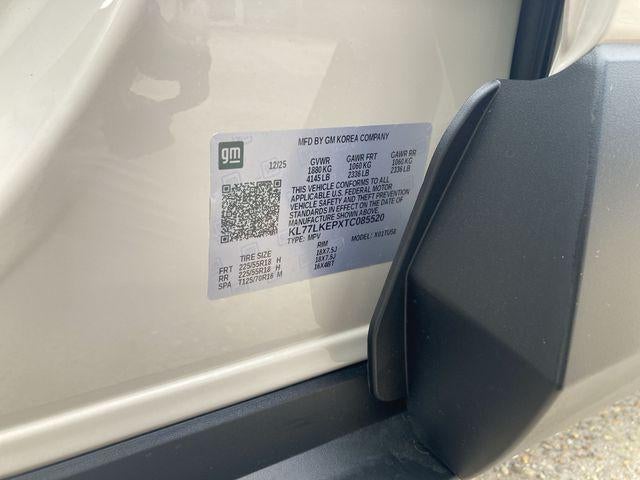 gm
12/25
MFD BY GM KOREA COMPANY
GVWR GAWR FRT GAWR RR
1880 KG 1060 KG 1060 KG
4145 LB 2336 LB 2336 LB
THIS VEHICLE CONFORMS TO ALL
APPLICABLE U.S. FEDERAL MOTOR
VEHICLE SAFETY AND THEFT PREVENTION
STANDARDS IN EFFECT ON THE DATE OF
MANUFACTURE SHOWN ABOVE.
KL77LKEPXTC085520
TYPE: MPV MODEL: X01TU58
TIRE SIZE RIM
FRT 225/55R18 H 18X7.5J
RR 225/55R18 H 18X7.5J
SPA T125/70R16 M 16X4BT